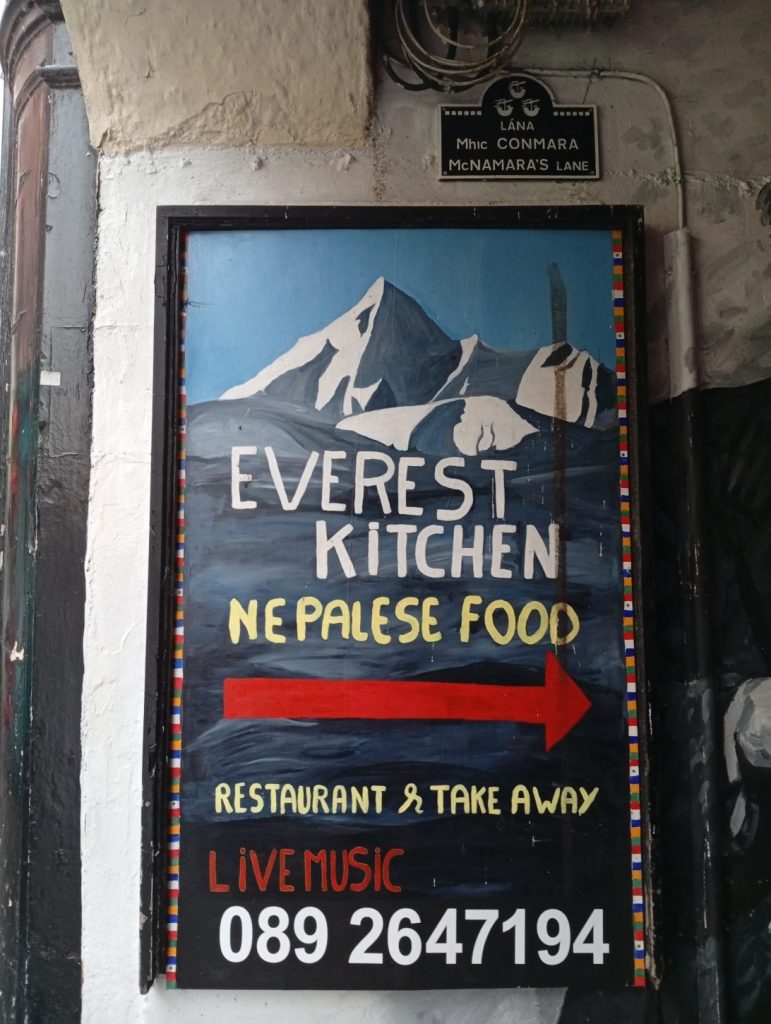 LÁNA
Mhic CONMARA
McNAMARA'S LANE
EVEREST
KiTCHEN
NEPALESE FOOD
RESTAURANT & TAKE AWAY
LiVE MUSiC
089 2647194